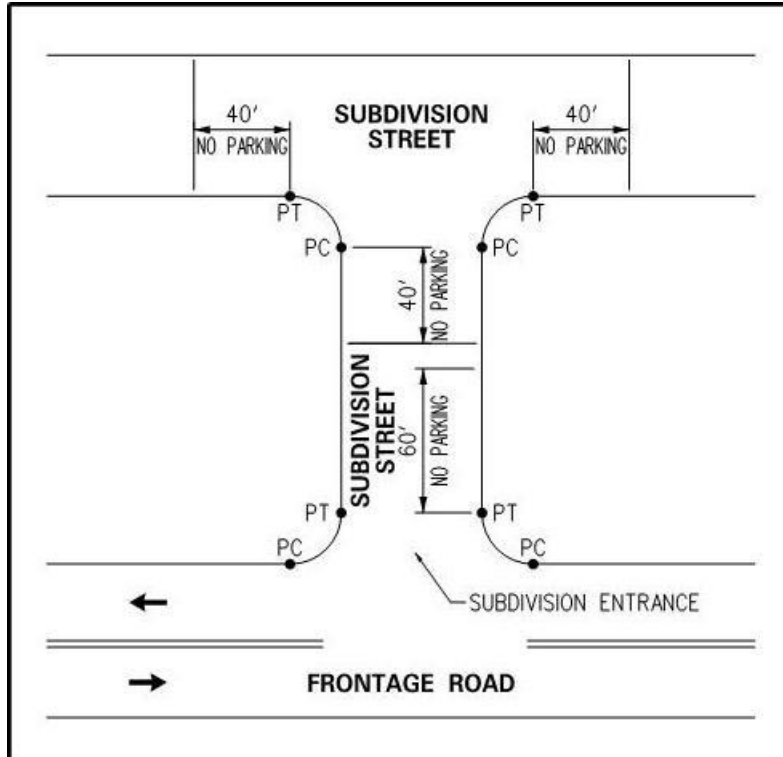 40'
NO PARKING
SUBDIVISION
STREET
40'
NO PARKING
PT
PT
PC
PC
40'
NO PARKING
SUBDIVISION
STREET
60'
NO PARKING
PT
PT
PC
PC
SUBDIVISION ENTRANCE
FRONTAGE ROAD